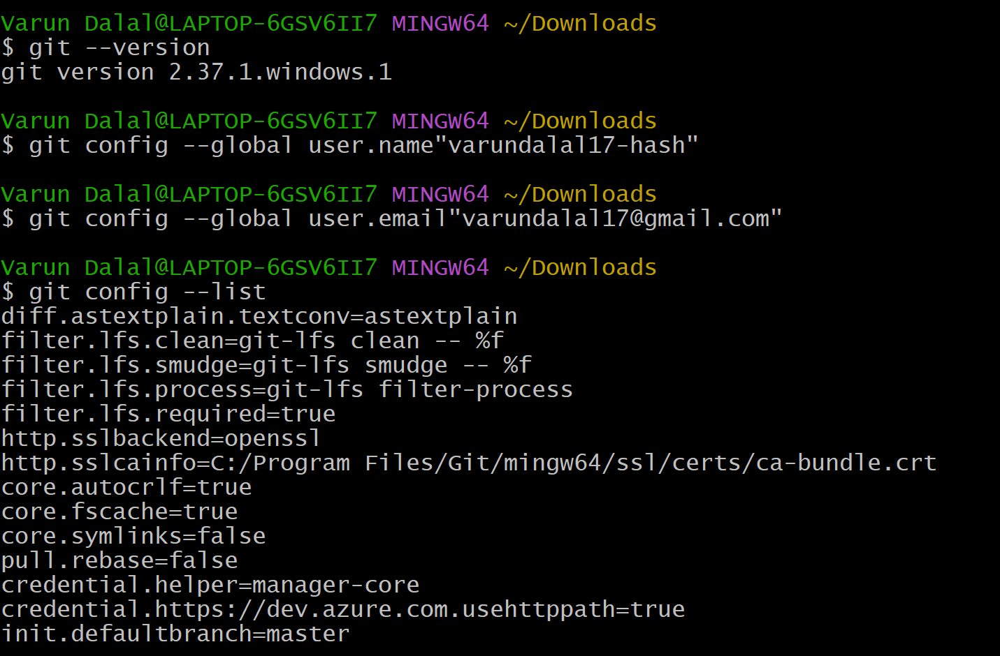 Varun Dalal@LAPTOP-6GSV6II7 MINGW64 ~/Downloads
$ git --version
git version 2.37.1.windows.1
Varun Dalal@LAPTOP-6GSV6II7 MINGW64 ~/Downloads
$ git config --global user.name"varundalal17-hash"
Varun Dalal@LAPTOP-6GSV6II7 MINGW64 ~/Downloads
$ git config --global user.email"varundalal17@gmail.com"
Varun Dalal@LAPTOP-6GSV6II7 MINGW64 ~/Downloads
$ git config --list
diff.astextplain.textconv=astextplain
filter.lfs.clean=git-lfs clean -- %f
filter.lfs.smudge=git-lfs smudge -- %f
filter.lfs.process=git-lfs filter-process
filter.lfs.required=true
http.sslbackend=openssl
http.sslcainfo=C:/Program Files/Git/mingw64/ssl/certs/ca-bundle.crt
core.autocrlf=true
core.fscache=true
core.symlinks=false
pull.rebase=false
credential.helper=manager-core
credential.https://dev.azure.com.usehttppath=true
init.defaultbranch=master